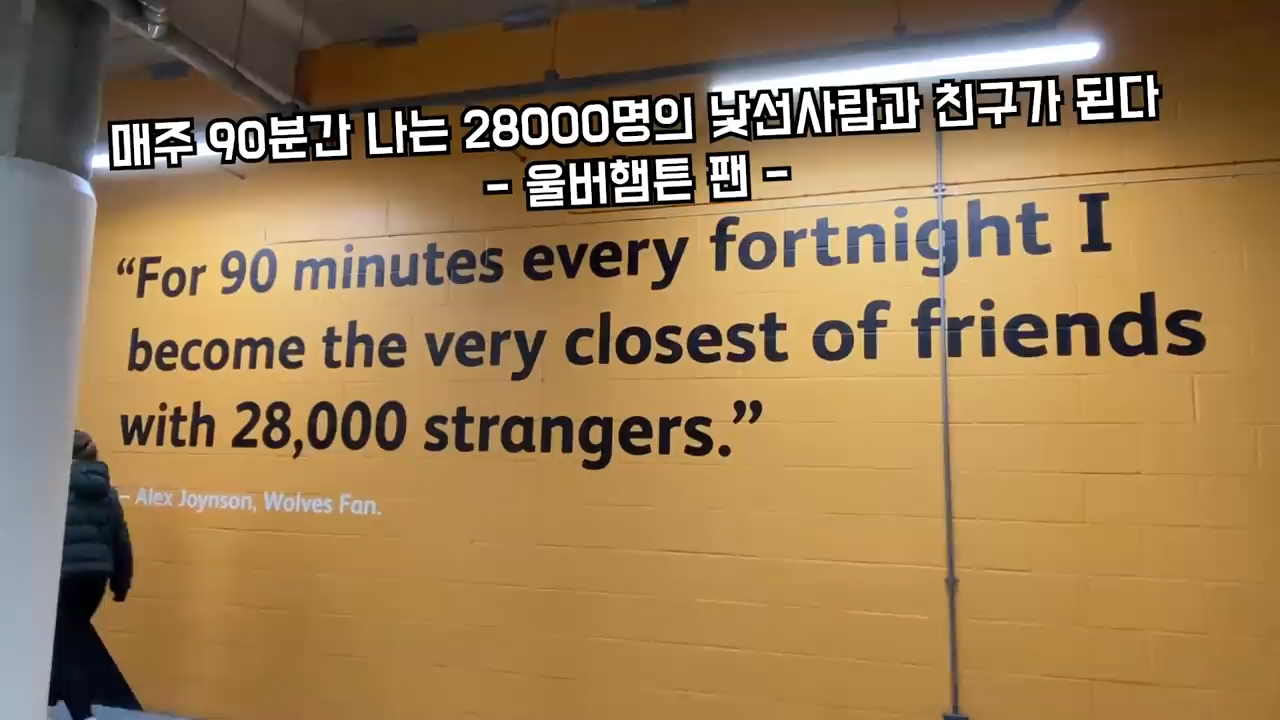 매주 90분간 나는 28000명의 낯선사람과 친구가 된다
- 울버햄튼 팬 -
“For 90 minutes every fortnight I
become the very closest of friends
with 28,000 strangers.”
– Alex Joynson, Wolves Fan.